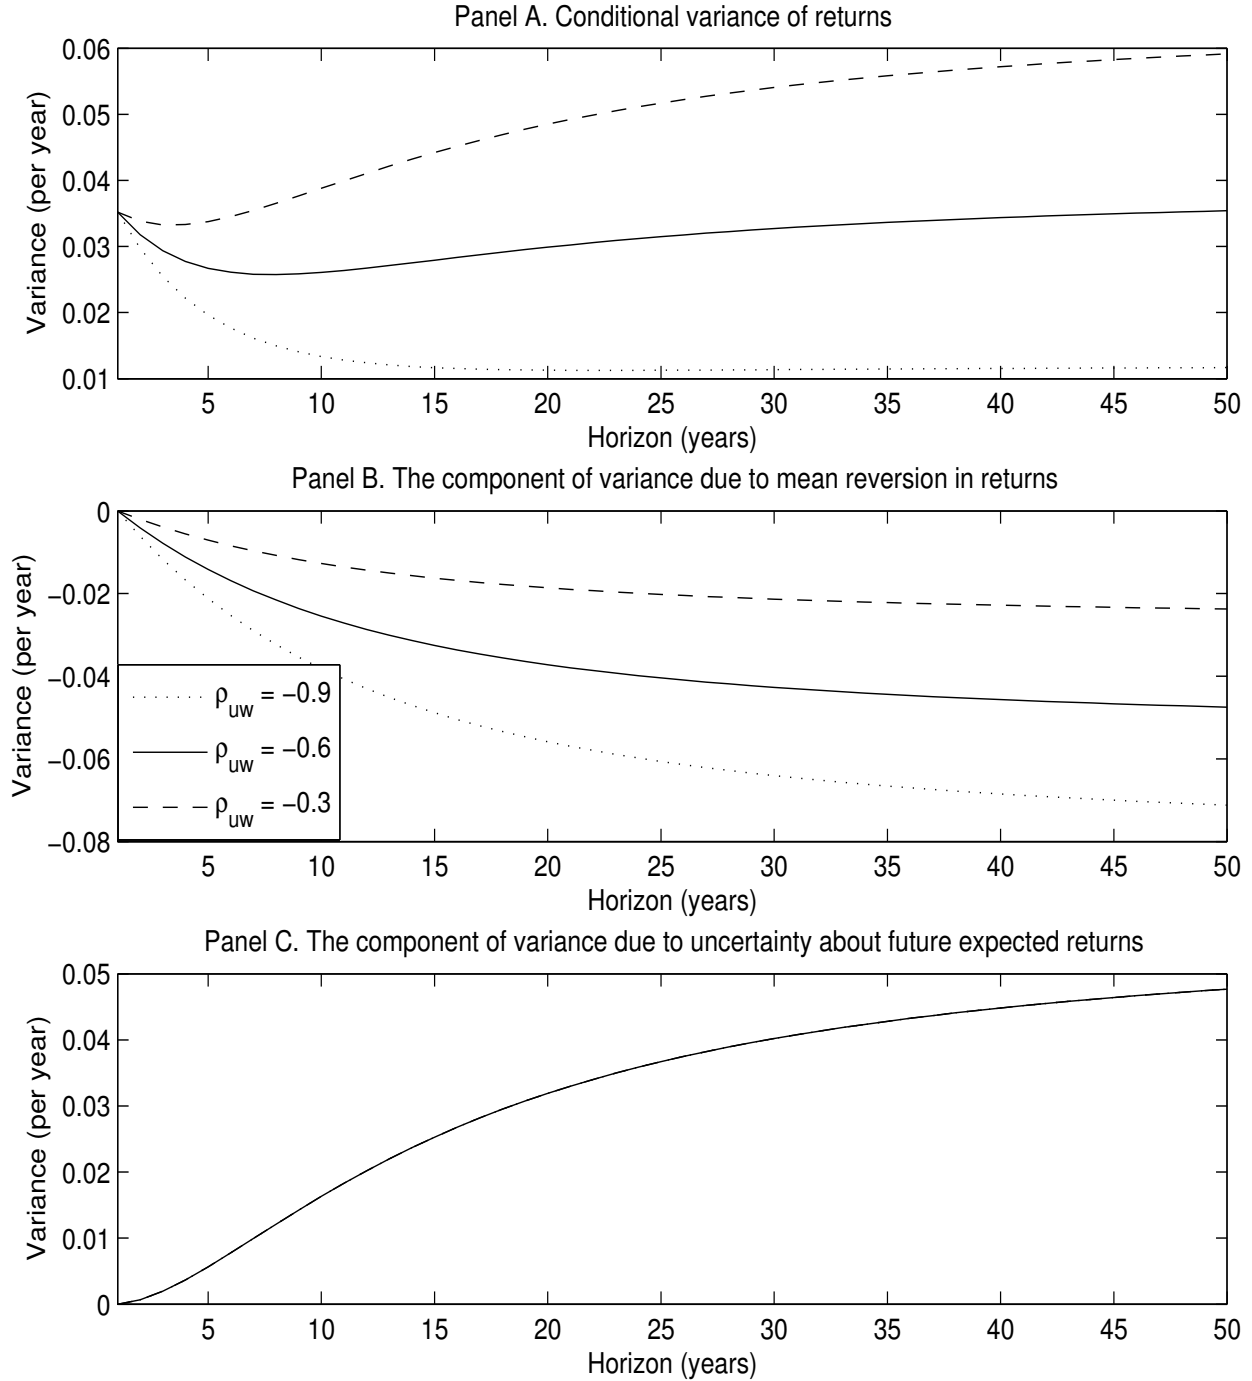 Panel A. Conditional variance of returns
0.06
0.05
0.04
0.03
0.02
0.01
Variance (per year)
5 10 15 20 25 30 35 40 45 50
Horizon (years)
Panel B. The component of variance due to mean reversion in returns
0
−0.02
−0.04
−0.06
−0.08
Variance (per year)
ρuw = −0.9
ρuw = −0.6
ρuw = −0.3
5 10 15 20 25 30 35 40 45 50
Horizon (years)
Panel C. The component of variance due to uncertainty about future expected returns
0.05
0.04
0.03
0.02
0.01
0
Variance (per year)
5 10 15 20 25 30 35 40 45 50
Horizon (years)